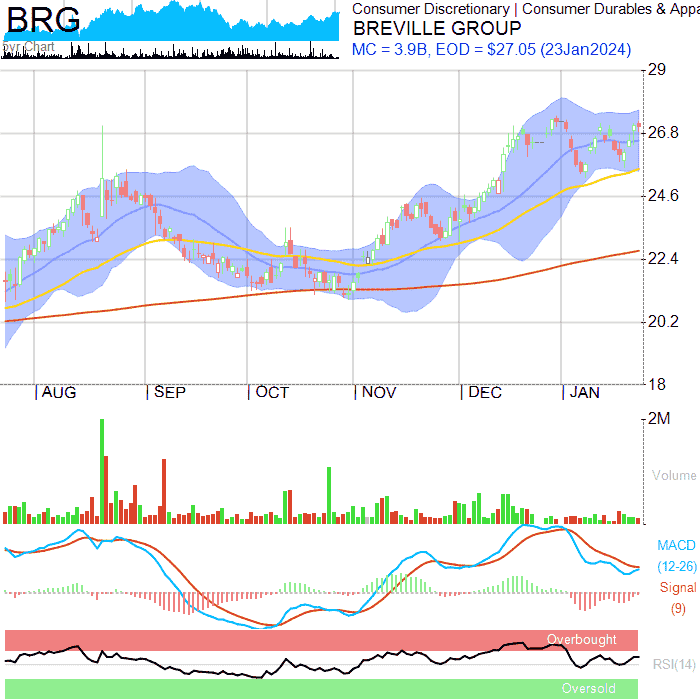 BRG
5yr Chart
Consumer Discretionary | Consumer Durables & Appa
BREVILLE GROUP
MC = 3.9B, EOD = $27.05 (23Jan2024)
29
26.8
24.6
22.4
20.2
18
| AUG | SEP | OCT | NOV | DEC | JAN
2M
Volume
MACD
(12-26)
Signal
(9)
Overbought
RSI(14)
Oversold